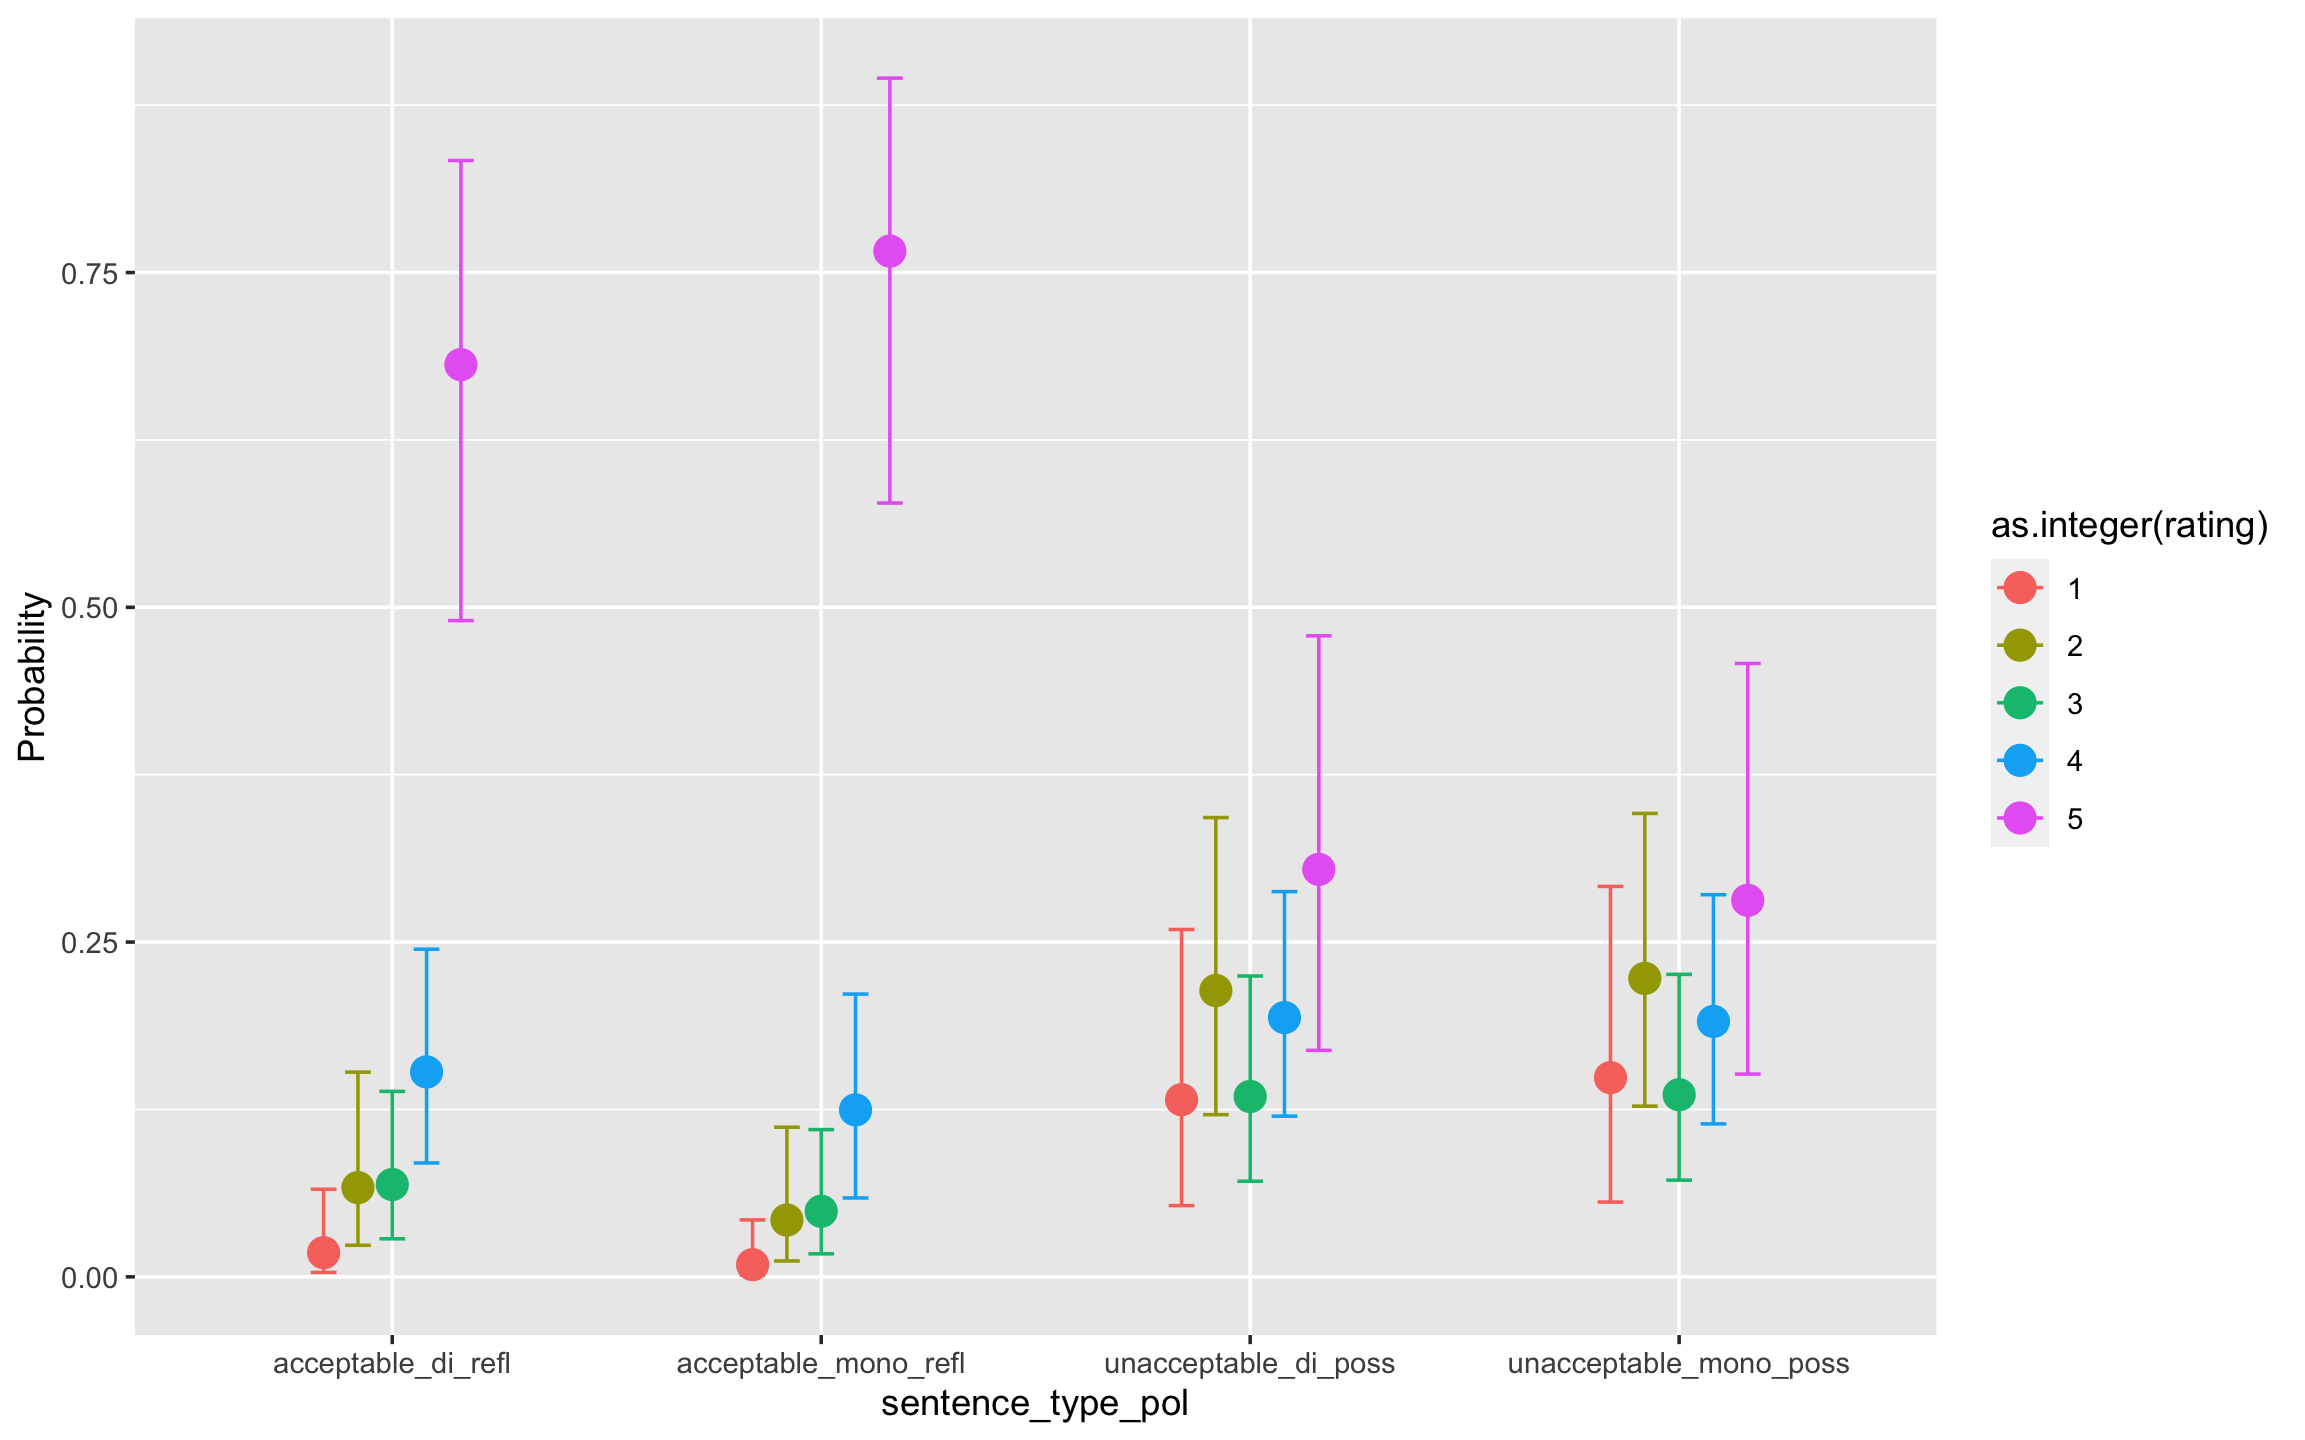 Probability
0.75
0.50
0.25
0.00
acceptable_di_refl
acceptable_mono_refl
unacceptable_di_poss
unacceptable_mono_poss
sentence_type_pol
as.integer(rating)
1
2
3
4
5